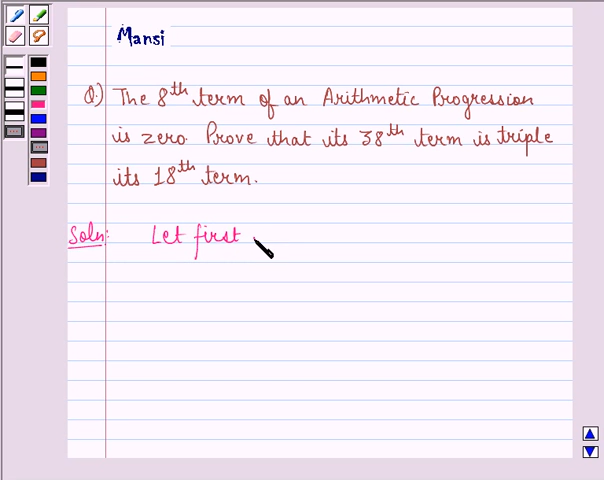 Mansi
Q.) The 8th term of an Arithmetic Progression
is zero. Prove that its 38th term is triple
its 18th term.
Soln: Let first